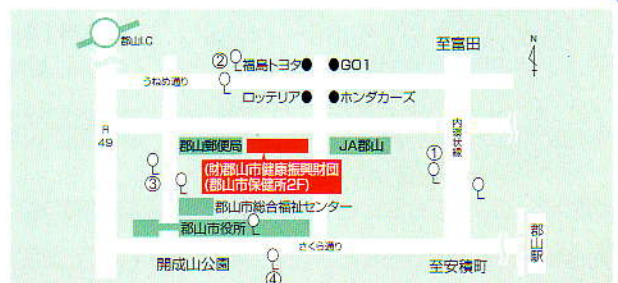 郡山I.C
至富田
N
② 福島トヨタ● ●GO1
うねめ通り
ロッテリア● ●ホンダカーズ
R
49
内環状線
郡山郵便局
JA郡山
①
(財)郡山市健康振興財団
(郡山市保健所2F)
③
郡山市総合福祉センター
郡山市役所
さくら通り
郡山駅
開成山公園
④
至安積町